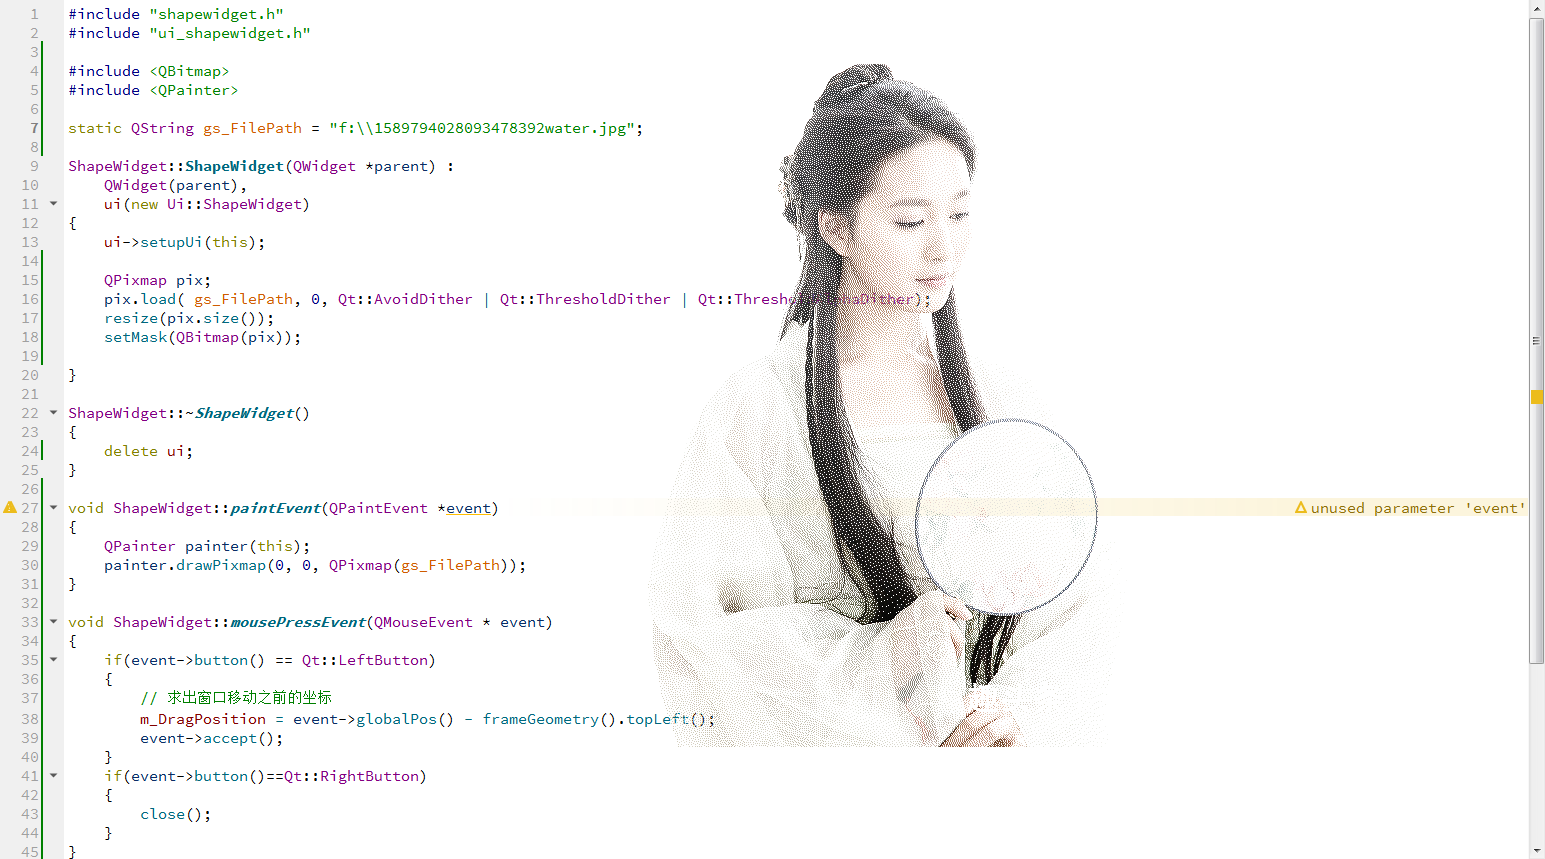 1 #include "shapewidget.h"
2 #include "ui_shapewidget.h"
3
4 #include <QBitmap>
5 #include <QPainter>
6
7 static QString gs_FilePath = "f:\\1589794028093478392water.jpg";
8
9 ShapeWidget::ShapeWidget(QWidget *parent) :
10     QWidget(parent),
11     ui(new Ui::ShapeWidget)
12 {
13     ui->setupUi(this);
14
15     QPixmap pix;
16     pix.load( gs_FilePath, 0, Qt::AvoidDither | Qt::ThresholdDither | Qt::ThresholdAlphaDither);
17     resize(pix.size());
18     setMask(QBitmap(pix));
19
20 }
21
22 ShapeWidget::~ShapeWidget()
23 {
24     delete ui;
25 }
26
27 void ShapeWidget::paintEvent(QPaintEvent *event) unused parameter 'event'
28 {
29     QPainter painter(this);
30     painter.drawPixmap(0, 0, QPixmap(gs_FilePath));
31 }
32
33 void ShapeWidget::mousePressEvent(QMouseEvent * event)
34 {
35     if(event->button() == Qt::LeftButton)
36     {
37         // 求出窗口移动之前的坐标
38         m_DragPosition = event->globalPos() - frameGeometry().topLeft();
39         event->accept();
40     }
41     if(event->button()==Qt::RightButton)
42     {
43         close();
44     }
45 }